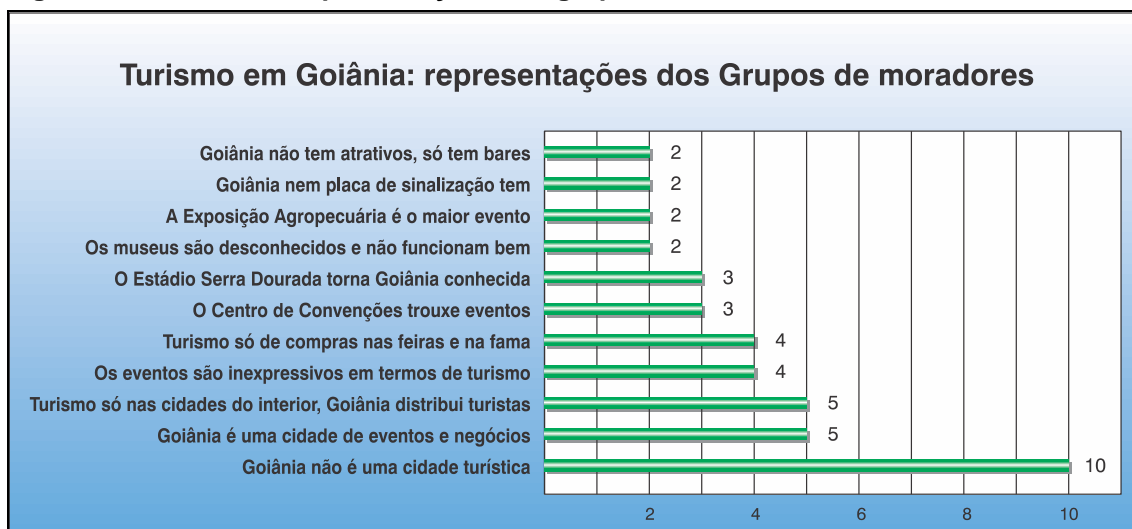 Turismo em Goiânia: representações dos Grupos de moradores
Goiânia não tem atrativos, só tem bares 2
Goiânia nem placa de sinalização tem 2
A Exposição Agropecuária é o maior evento 2
Os museus são desconhecidos e não funcionam bem 2
O Estádio Serra Dourada torna Goiânia conhecida 3
O Centro de Convenções trouxe eventos 3
Turismo só de compras nas feiras e na fama 4
Os eventos são inexpressivos em termos de turismo 4
Turismo só nas cidades do interior, Goiânia distribui turistas 5
Goiânia é uma cidade de eventos e negócios 5
Goiânia não é uma cidade turística 10
2 4 6 8 10